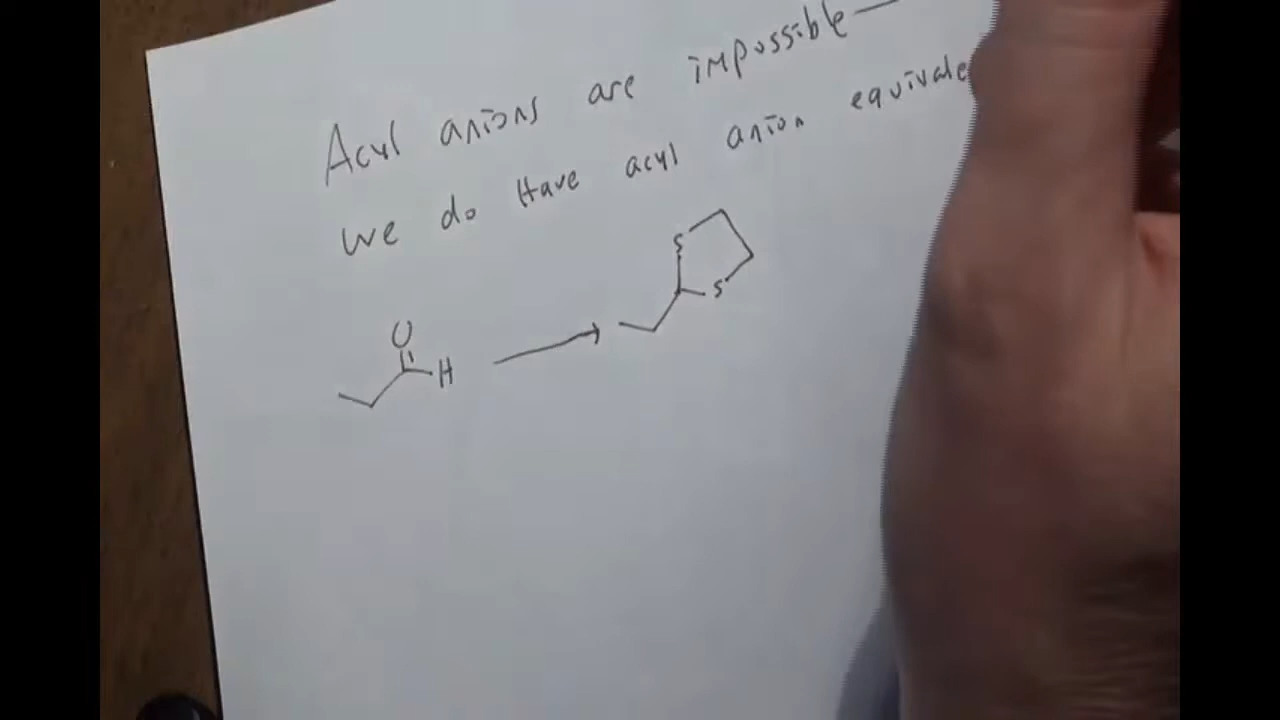 Acyl anions are impossible—
we do Have acyl anion
S
S
O
H